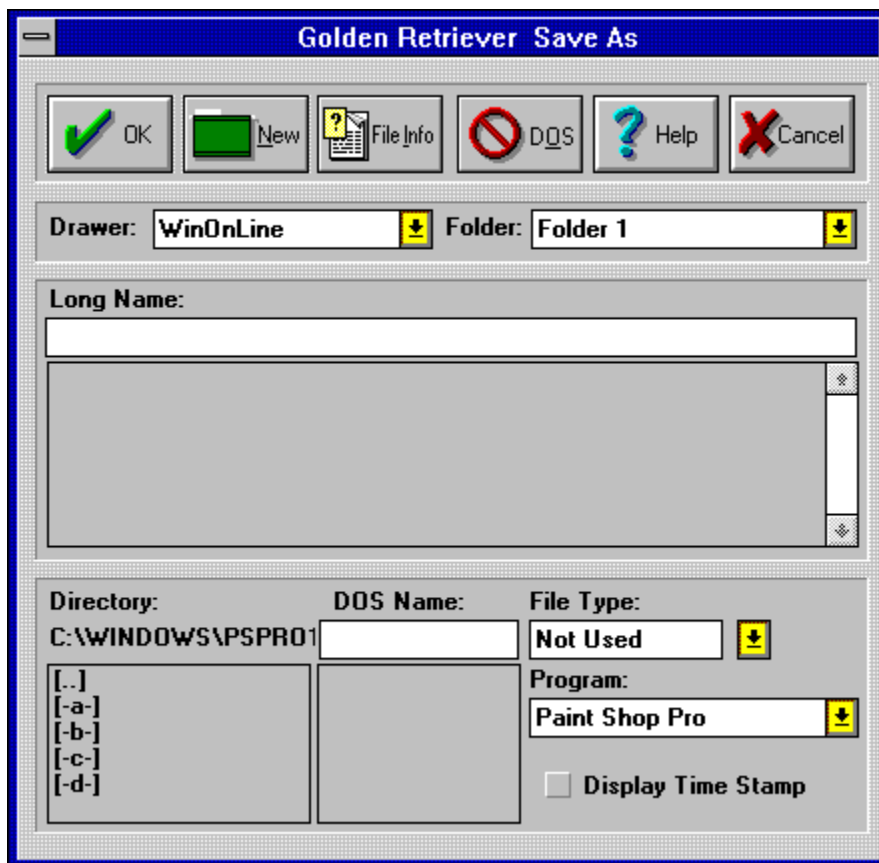 Golden Retriever  Save As
OK
New
?
File Info
DOS
?
Help
Cancel
Drawer:
WinOnLine
Folder:
Folder 1
Long Name:
Directory:
DOS Name:
File Type:
C:\WINDOWS\PSPRO1
Not Used
[..]
[-a-]
[-b-]
[-c-]
[-d-]
Program:
Paint Shop Pro
Display Time Stamp